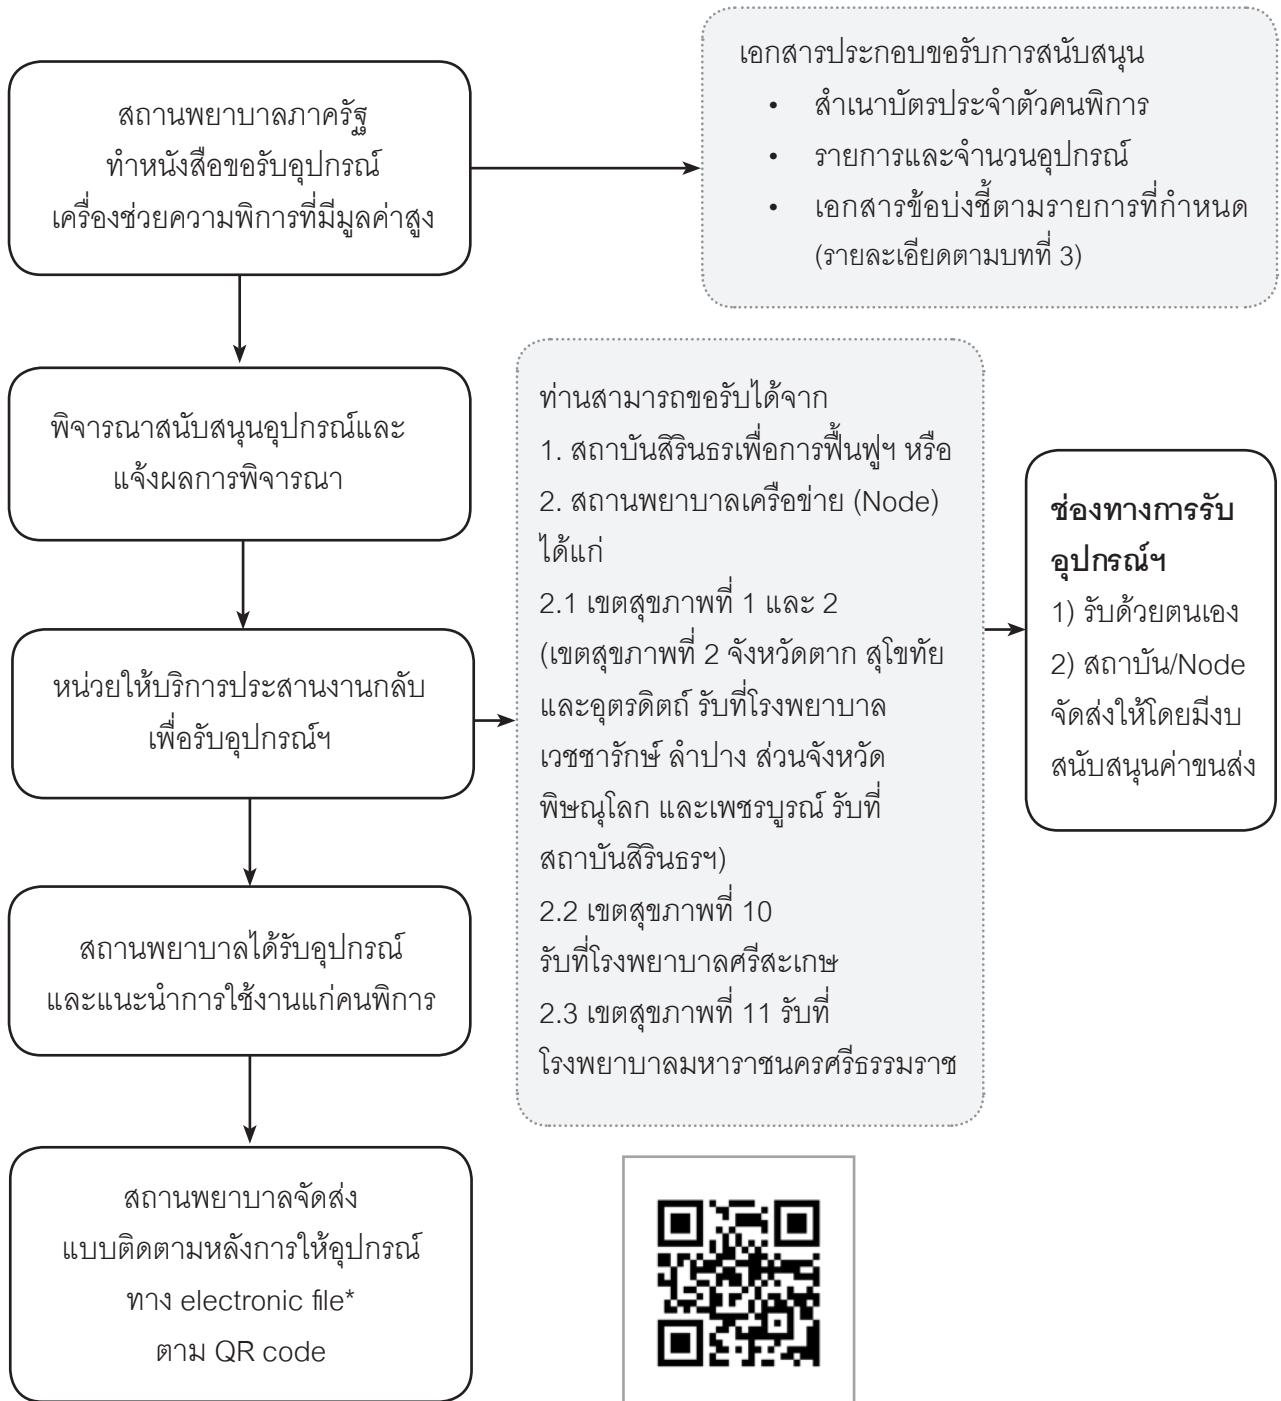 สถานพยาบาลภาครัฐ
ทำหนังสือขอรับอุปกรณ์
เครื่องช่วยความพิการที่มีมูลค่าสูง
เอกสารประกอบขอรับการสนับสนุน
• สำเนาบัตรประจำตัวคนพิการ
• รายการและจำนวนอุปกรณ์
• เอกสารข้อบ่งชี้ตามรายการที่กำหนด
(รายละเอียดตามบทที่ 3)
พิจารณาสนับสนุนอุปกรณ์และ
แจ้งผลการพิจารณา
หน่วยให้บริการประสานงานกลับ
เพื่อรับอุปกรณ์ฯ
ท่านสามารถขอรับได้จาก
1. สถาบันสิรินธรเพื่อการฟื้นฟูฯ หรือ
2. สถานพยาบาลเครือข่าย (Node)
ได้แก่
2.1 เขตสุขภาพที่ 1 และ 2
(เขตสุขภาพที่ 2 จังหวัดตาก สุโขทัย
และอุตรดิตถ์ รับที่โรงพยาบาล
เวชชารักษ์ ลำปาง ส่วนจังหวัด
พิษณุโลก และเพชรบูรณ์ รับที่
สถาบันสิรินธรฯ)
2.2 เขตสุขภาพที่ 10
รับที่โรงพยาบาลศรีสะเกษ
2.3 เขตสุขภาพที่ 11 รับที่
โรงพยาบาลมหาราชนครศรีธรรมราช
ช่องทางการรับ
อุปกรณ์ฯ
1) รับด้วยตนเอง
2) สถาบัน/Node
จัดส่งให้โดยมีงบ
สนับสนุนค่าขนส่ง
สถานพยาบาลได้รับอุปกรณ์
และแนะนำการใช้งานแก่คนพิการ
สถานพยาบาลจัดส่ง
แบบติดตามหลังการให้อุปกรณ์
ทาง electronic file*
ตาม QR code